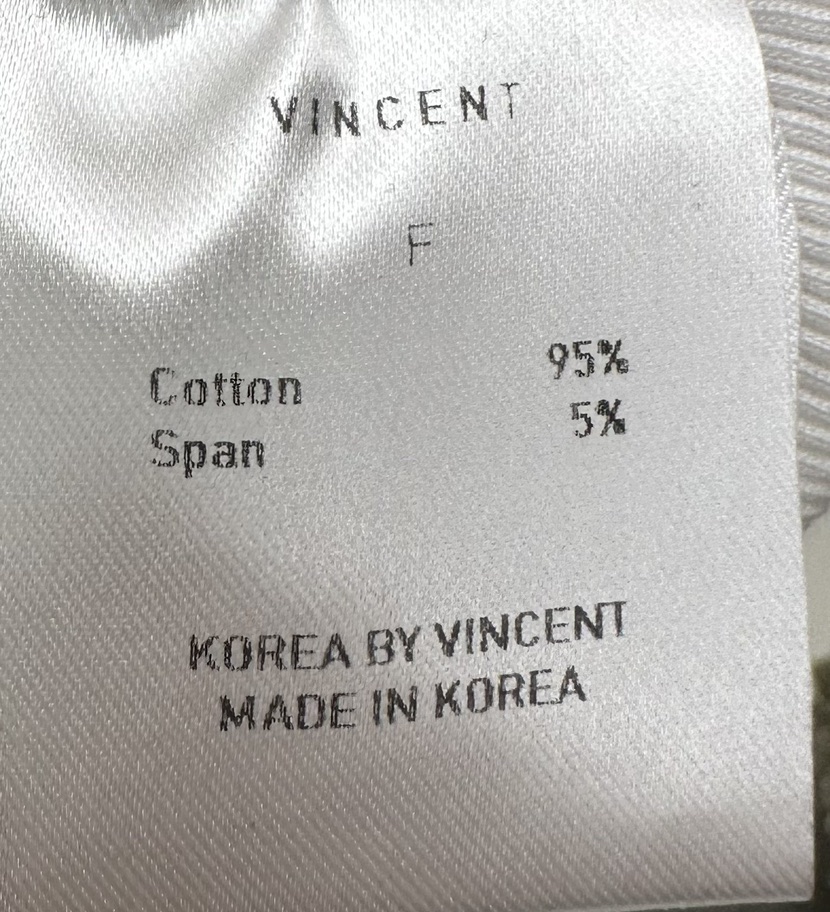 VINCENT
F
Cotton 95%
Span 5%
KOREA BY VINCENT
MADE IN KOREA